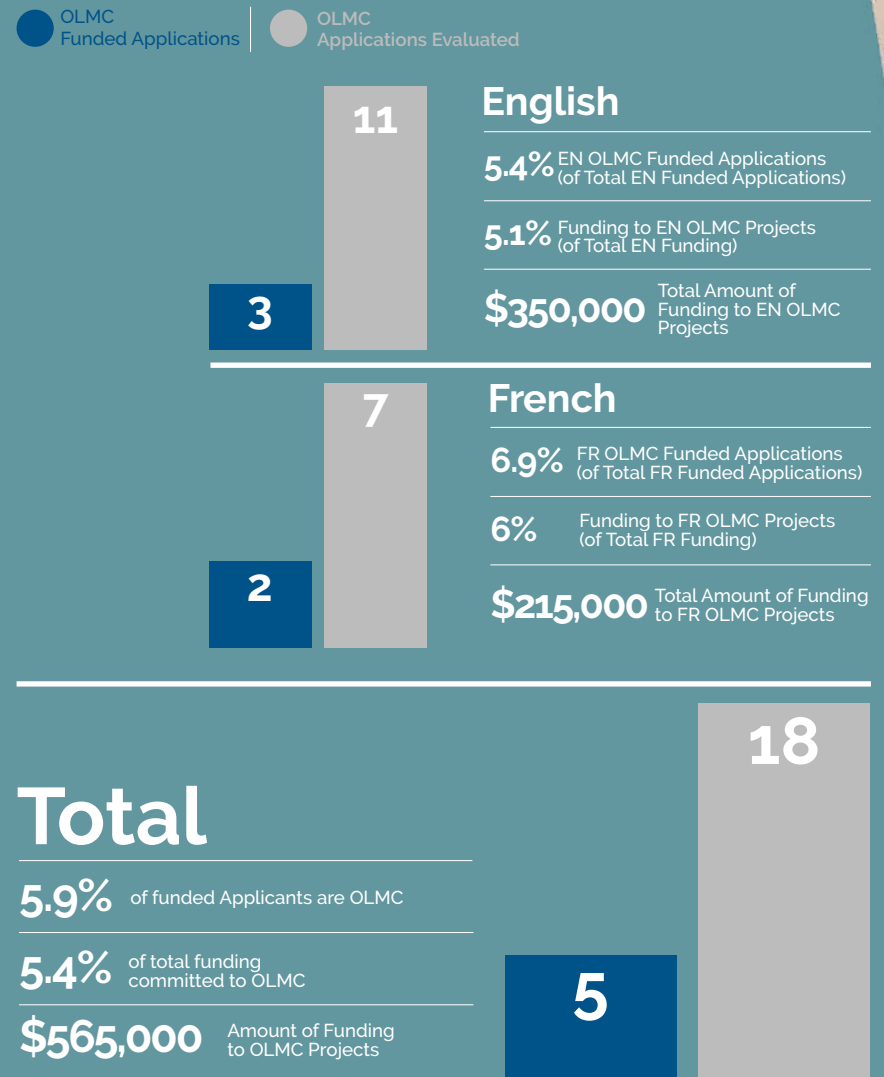 OLMC
Funded Applications
OLMC
Applications Evaluated
11
3
English
5.4% EN OLMC Funded Applications
(of Total EN Funded Applications)
5.1% Funding to EN OLMC Projects
(of Total EN Funding)
$350,000 Total Amount of
Funding to EN OLMC
Projects
7
2
French
6.9% FR OLMC Funded Applications
(of Total FR Funded Applications)
6% Funding to FR OLMC Projects
(of Total FR Funding)
$215,000 Total Amount of Funding
to FR OLMC Projects
18
5
Total
5.9% of funded Applicants are OLMC
5.4% of total funding
committed to OLMC
$565,000 Amount of Funding
to OLMC Projects